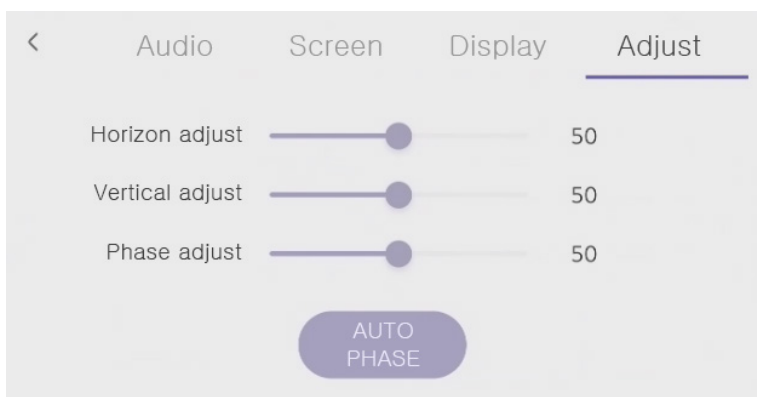 Audio Screen Display Adjust
Horizon adjust 50
Vertical adjust 50
Phase adjust 50
AUTO
PHASE